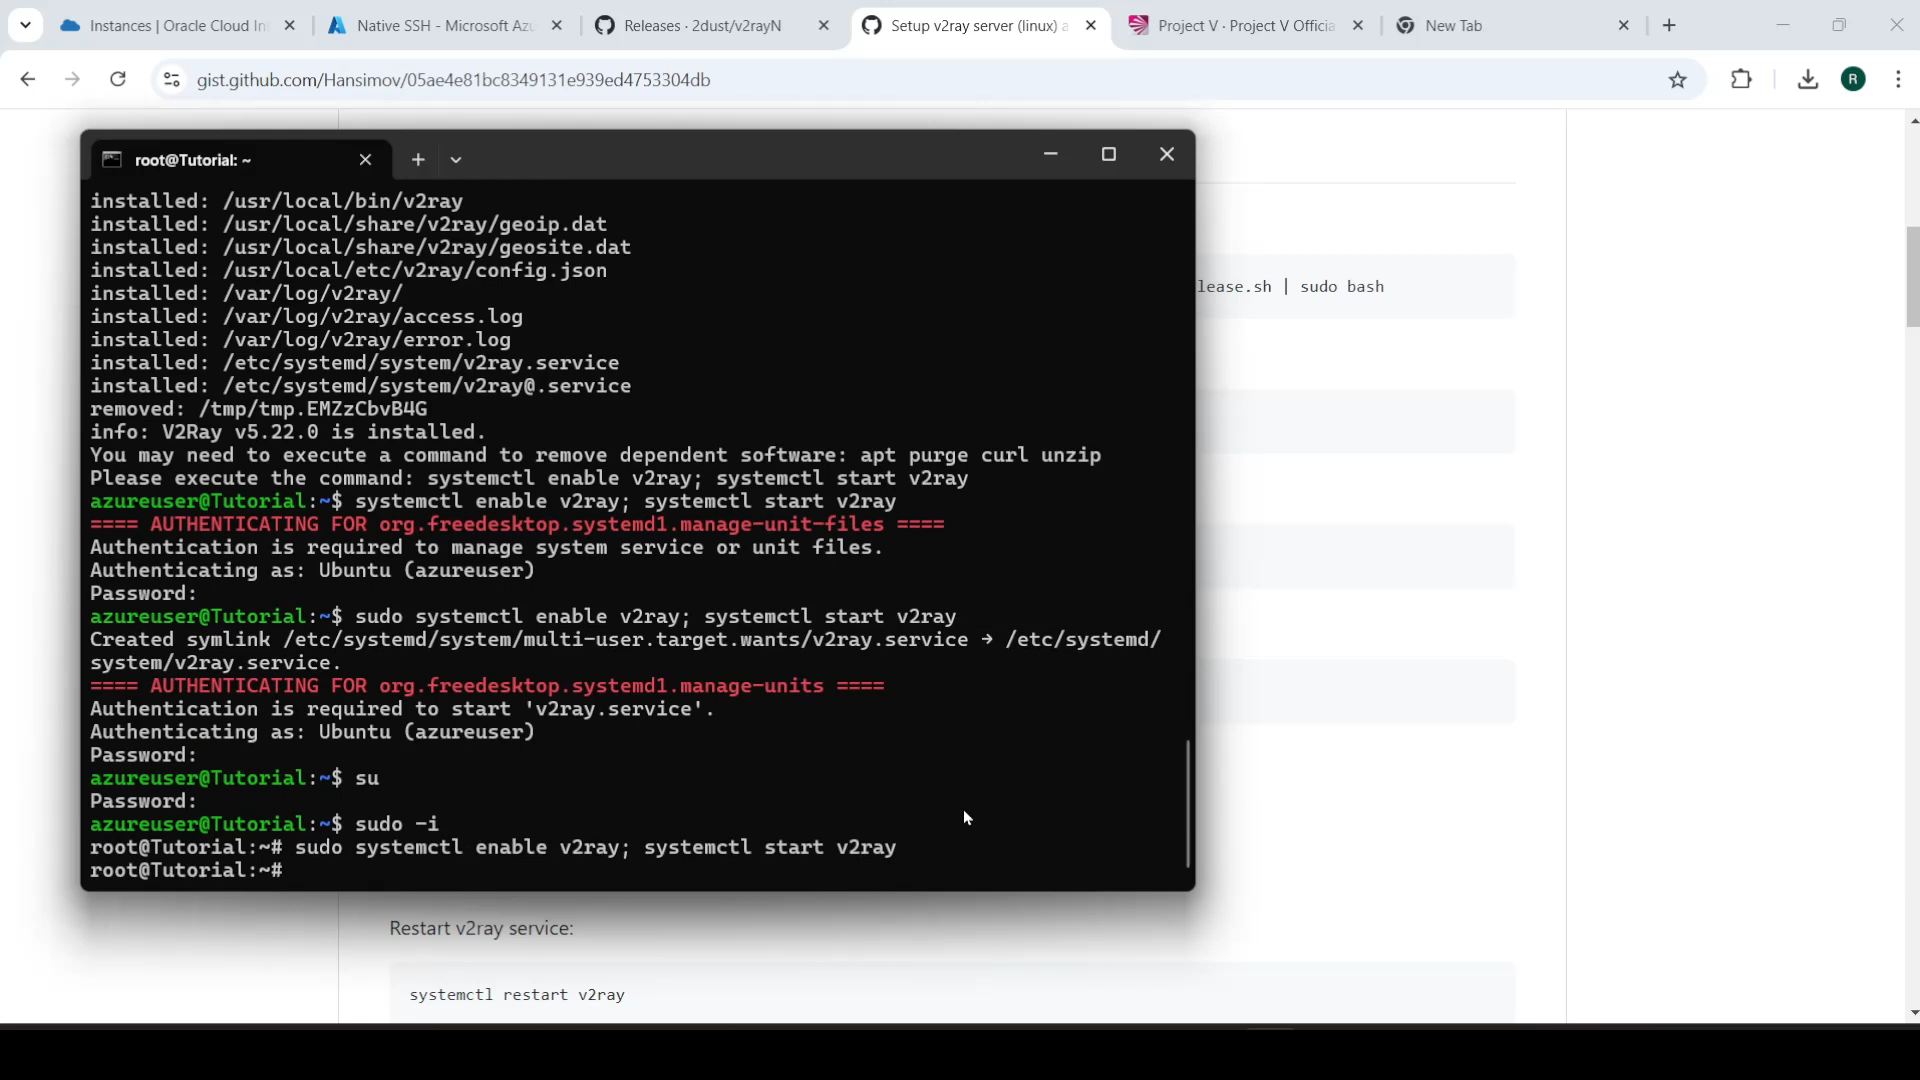 Instances | Oracle Cloud In
Native SSH - Microsoft Azu
Releases · 2dust/v2rayN
Setup v2ray server (linux) a
Project V · Project V Officia
New Tab
gist.github.com/Hansimov/05ae4e81bc8349131e939ed4753304db
R
root@Tutorial: ~
installed: /usr/local/bin/v2ray
installed: /usr/local/share/v2ray/geoip.dat
installed: /usr/local/share/v2ray/geosite.dat
installed: /usr/local/etc/v2ray/config.json
installed: /var/log/v2ray/
installed: /var/log/v2ray/access.log
installed: /var/log/v2ray/error.log
installed: /etc/systemd/system/v2ray.service
installed: /etc/systemd/system/v2ray@.service
removed: /tmp/tmp.EMZzCbvB4G
info: V2Ray v5.22.0 is installed.
You may need to execute a command to remove dependent software: apt purge curl unzip
Please execute the command: systemctl enable v2ray; systemctl start v2ray
azureuser@Tutorial:~$ systemctl enable v2ray; systemctl start v2ray
==== AUTHENTICATING FOR org.freedesktop.systemd1.manage-unit-files ====
Authentication is required to manage system service or unit files.
Authenticating as: Ubuntu (azureuser)
Password:
azureuser@Tutorial:~$ sudo systemctl enable v2ray; systemctl start v2ray
Created symlink /etc/systemd/system/multi-user.target.wants/v2ray.service → /etc/systemd/
system/v2ray.service.
==== AUTHENTICATING FOR org.freedesktop.systemd1.manage-units ====
Authentication is required to start 'v2ray.service'.
Authenticating as: Ubuntu (azureuser)
Password:
azureuser@Tutorial:~$ su
Password:
azureuser@Tutorial:~$ sudo -i
root@Tutorial:~# sudo systemctl enable v2ray; systemctl start v2ray
root@Tutorial:~#
lease.sh | sudo bash
Restart v2ray service:
systemctl restart v2ray